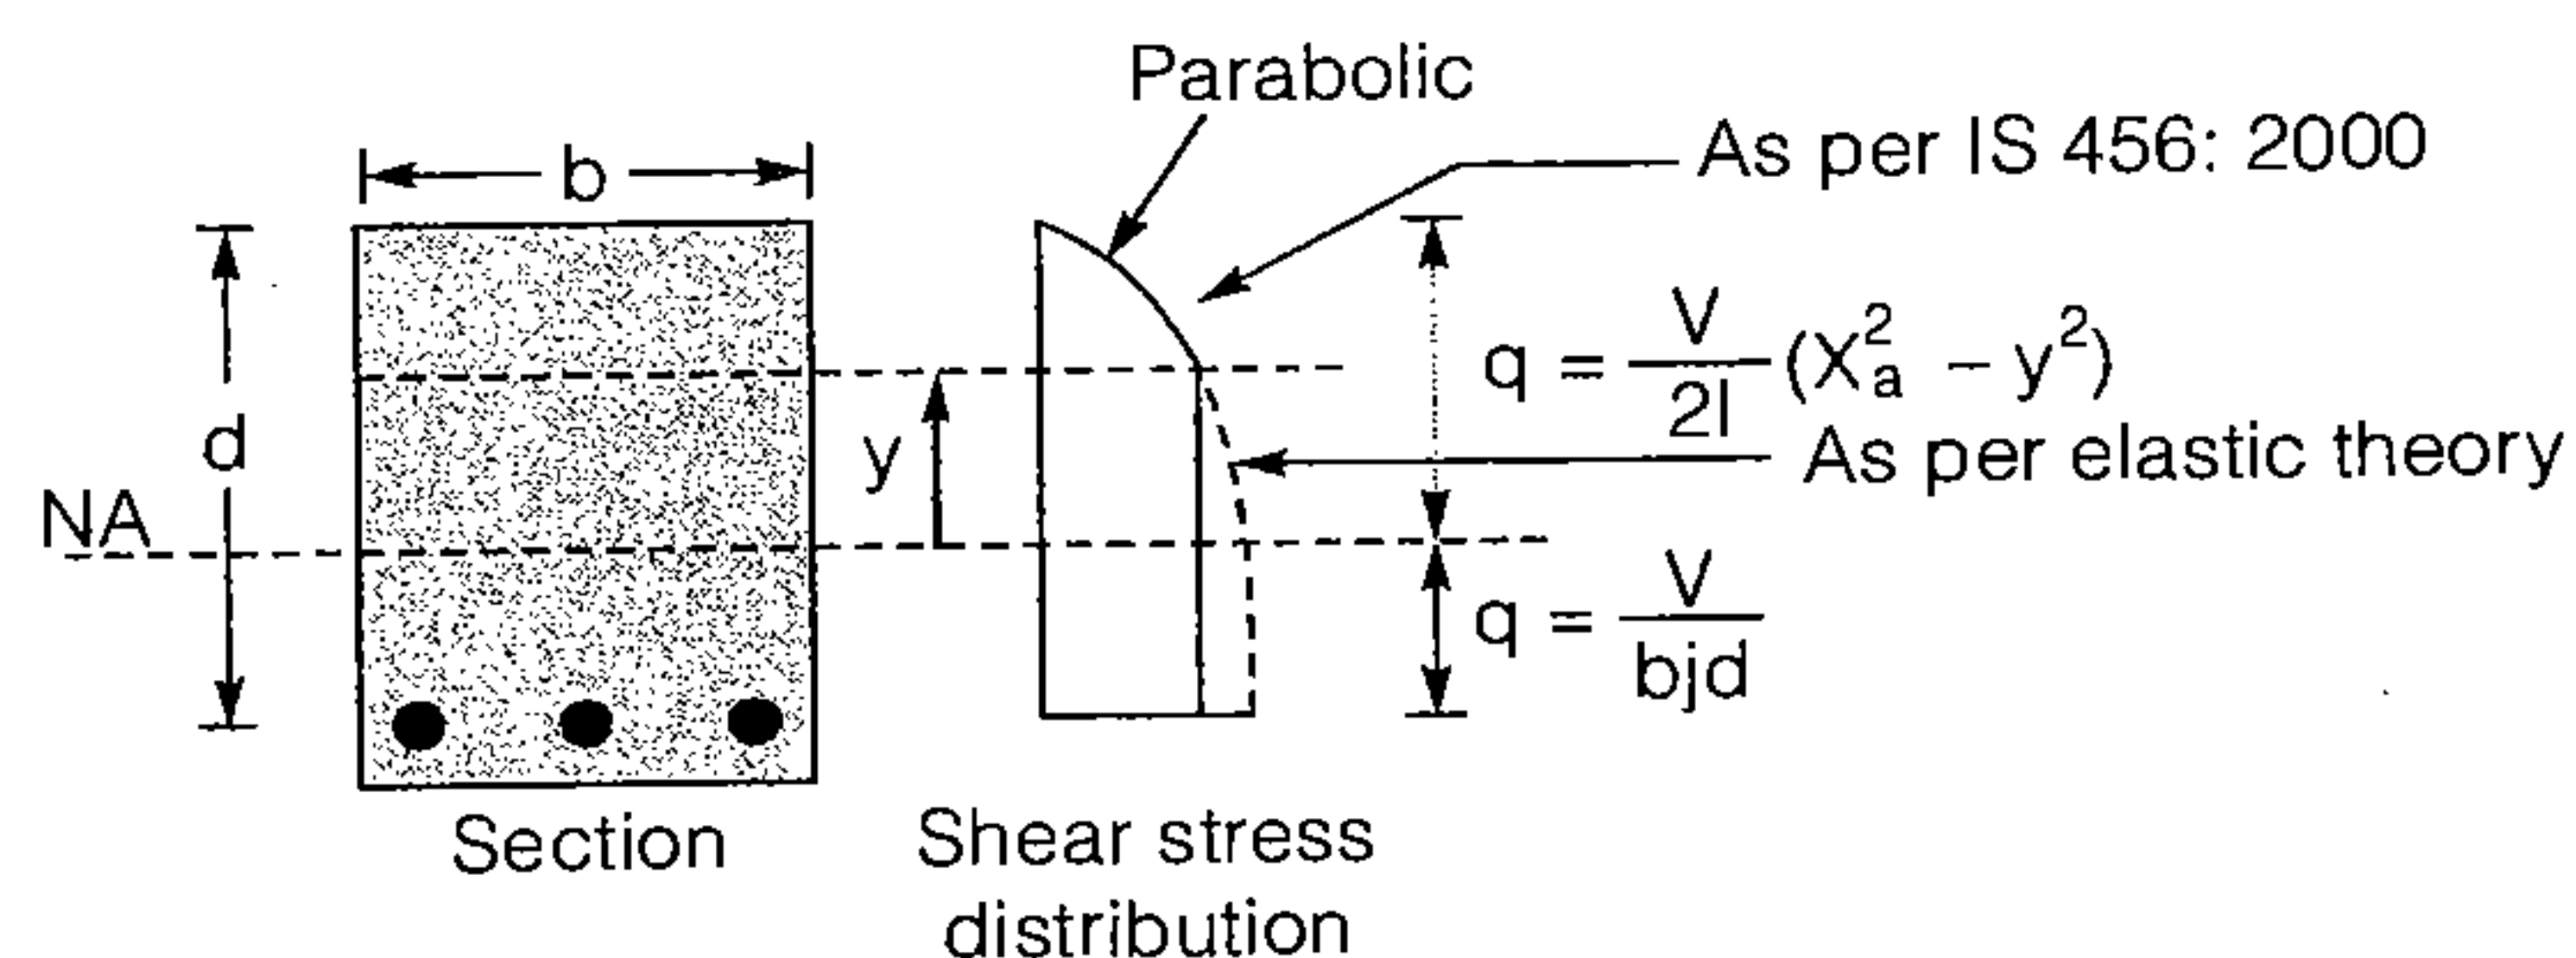 Parabolic
As per IS 456: 2000
b
d
NA
y
q = V/2I (X_a^2 - y^2)
As per elastic theory
q = V/bjd
Section
Shear stress
distribution